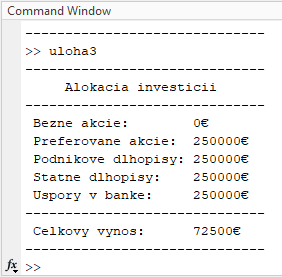 Command Window
------------------------------
>> uloha3
------------------------------
Alokacia investicii
------------------------------
Bezne akcie: 0€
Preferovane akcie: 250000€
Podnikove dlhopisy: 250000€
Statne dlhopisy: 250000€
Uspory v banke: 250000€
------------------------------
Celkovy vynos: 72500€
------------------------------
fx >>